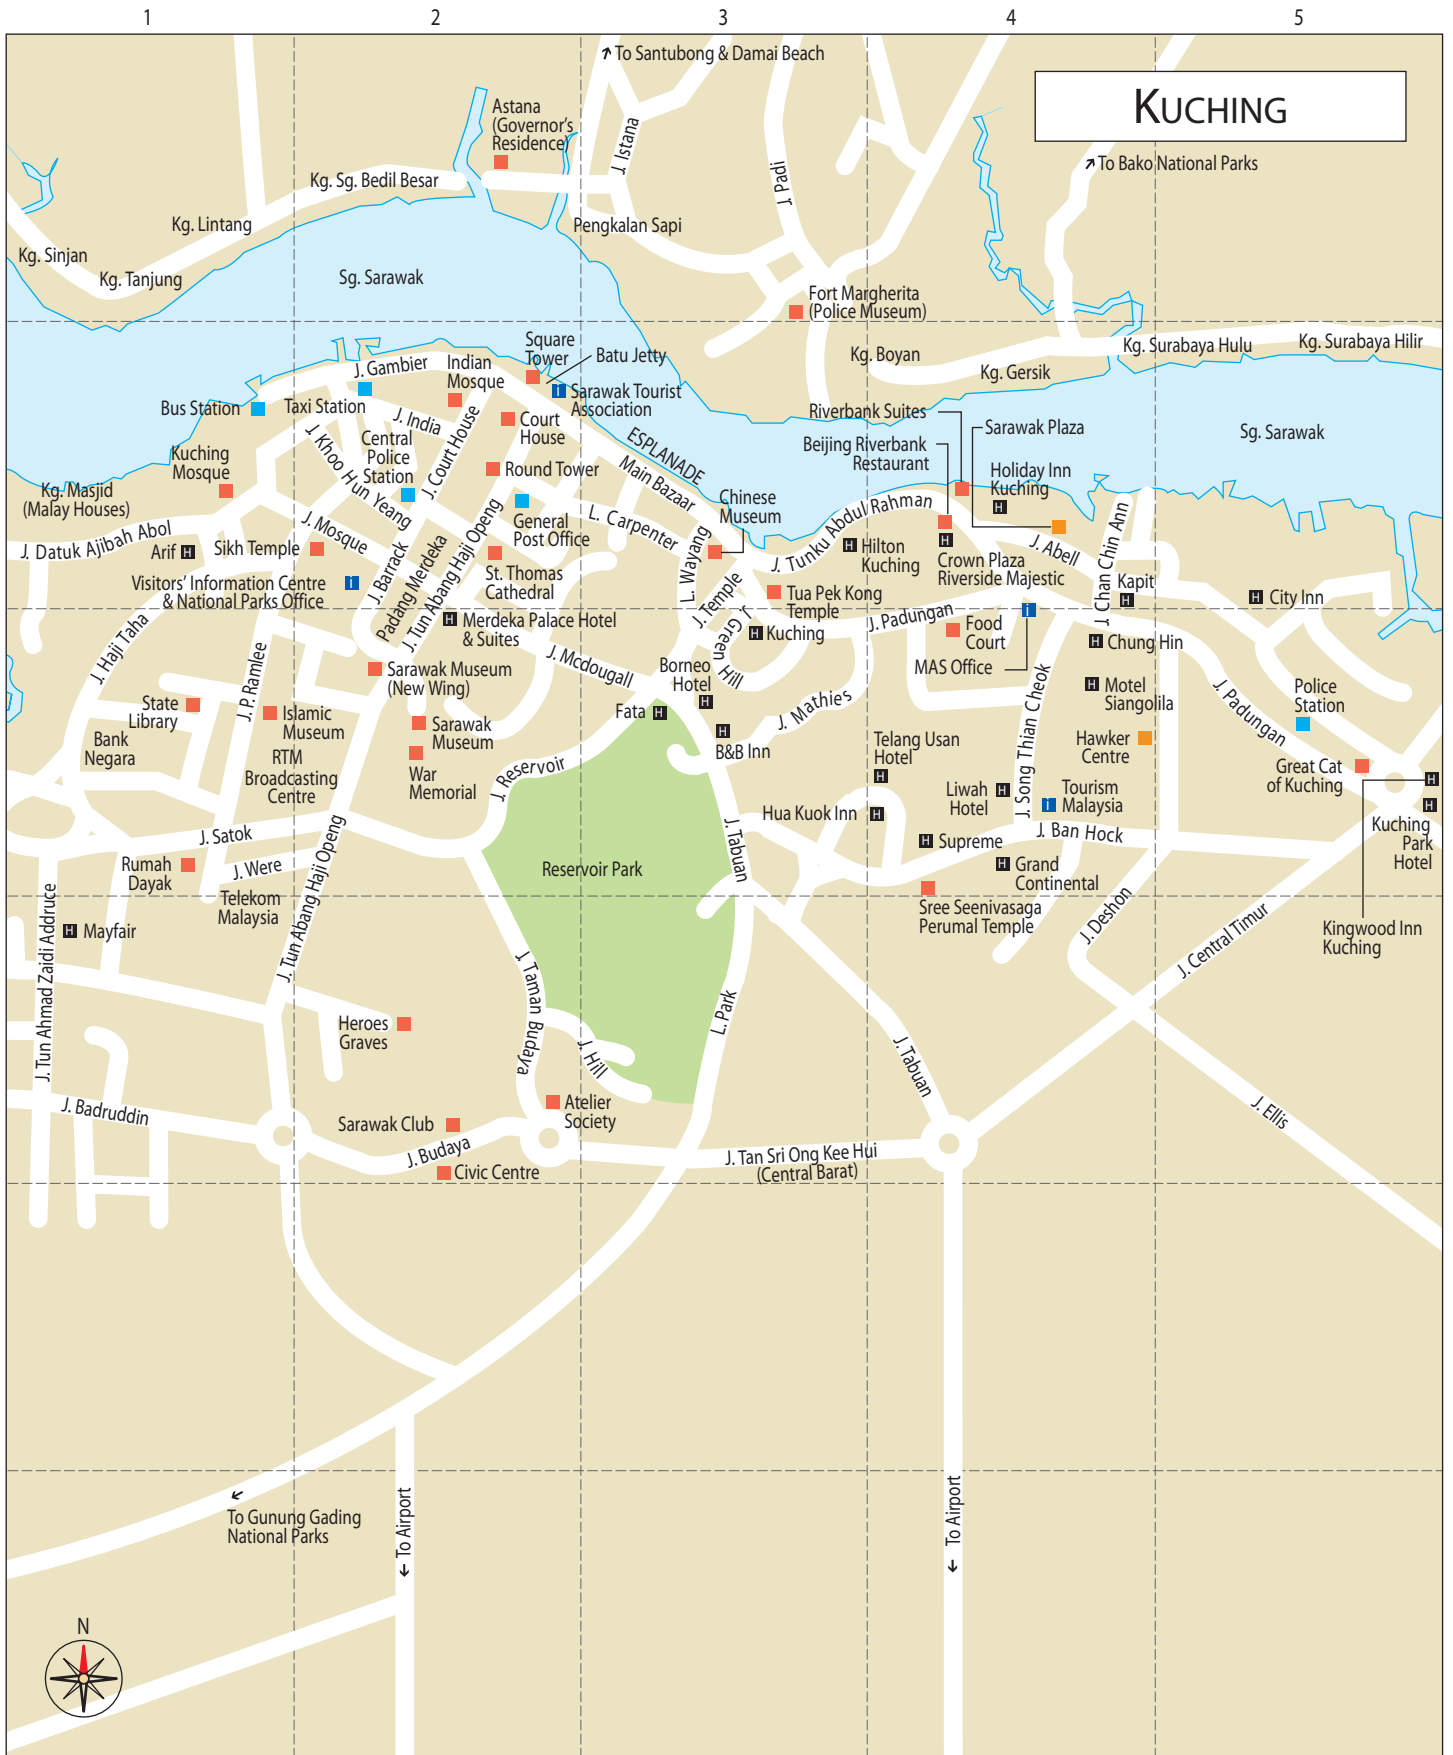 1
2
3
4
5
KUCHING
To Santubong & Damai Beach
Astana
(Governor's
Residence)
J. Istana
J. Padi
To Bako National Parks
Kg. Sg. Bedil Besar
Kg. Lintang
Pengkalan Sapi
Kg. Sinjan
Kg. Tanjung
Sg. Sarawak
Fort Margherita
(Police Museum)
Kg. Boyan
Kg. Gersik
Kg. Surabaya Hulu
Kg. Surabaya Hilir
Square
Tower
Batu Jetty
J. Gambier
Indian
Mosque
i
Sarawak Tourist
Association
Bus Station
Taxi Station
J. India
J. Court House
Court
House
Riverbank Suites
Sarawak Plaza
Sg. Sarawak
ESPLANADE
Main Bazaar
Beijing Riverbank
Restaurant
Holiday Inn
Kuching
H
Kuching
Mosque
Central
Police
Station
J. Khoo Hun Yeang
Round Tower
Kg. Masjid
(Malay Houses)
General
Post Office
L. Carpenter
Chinese
Museum
J. Tunku Abdul Rahman
J. Abell
J. Chan Chin Ann
J. Datuk Ajibah Abol
Arif
H
Sikh Temple
J. Mosque
J. Barrack
Padang Merdeka
J. Tun Abang Haji Openg
St. Thomas
Cathedral
L. Wayang
J. Temple
H
Hilton
Kuching
H
Crown Plaza
Riverside Majestic
Kapit
H
H
City Inn
Visitors' Information Centre
& National Parks Office
i
Tua Pek Kong
Temple
J. Haji Taha
J. P. Ramlee
H
Merdeka Palace Hotel
& Suites
J. Green Hill
H
Kuching
J. Padungan
Food
Court
i
MAS Office
H
Chung Hin
J. Mcdougall
Sarawak Museum
(New Wing)
Borneo
Hotel
H
H
Motel
Siangolila
J. Padungan
Police
Station
State
Library
Islamic
Museum
Sarawak
Museum
Fata
H
J. Mathies
J. Song Thian Cheok
Bank
Negara
RTM
Broadcasting
Centre
War
Memorial
J. Reservoir
H
B&B Inn
Telang Usan
Hotel
H
Hawker
Centre
Great Cat
of Kuching
H
Liwah
Hotel
H
i
Tourism
Malaysia
H
Kuching
Park
Hotel
Hua Kuok Inn
H
J. Satok
J. Tabuan
H
Supreme
J. Ban Hock
Rumah
Dayak
J. Were
Reservoir Park
H
Grand
Continental
Telekom
Malaysia
J. Tun Abang Haji Openg
Sree Seenivasaga
Perumal Temple
J. Deshon
J. Central Timur
Kingwood Inn
Kuching
H
Mayfair
J. Tun Ahmad Zaidi Addruce
J. Taman Budaya
L. Park
Heroes
Graves
J. Hill
J. Tabuan
J. Badruddin
Atelier
Society
Sarawak Club
J. Budaya
Civic Centre
J. Tan Sri Ong Kee Hui
(Central Barat)
J. Ellis
To Gunung Gading
National Parks
To Airport
To Airport
N